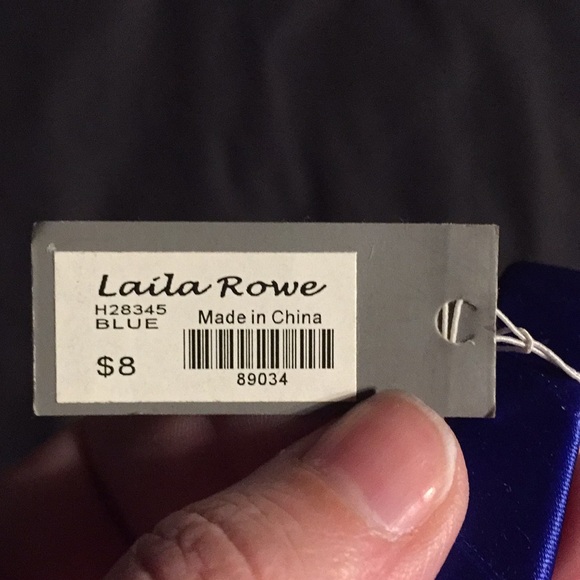 Laila Rowe
H28345
BLUE
Made in China
$8
89034